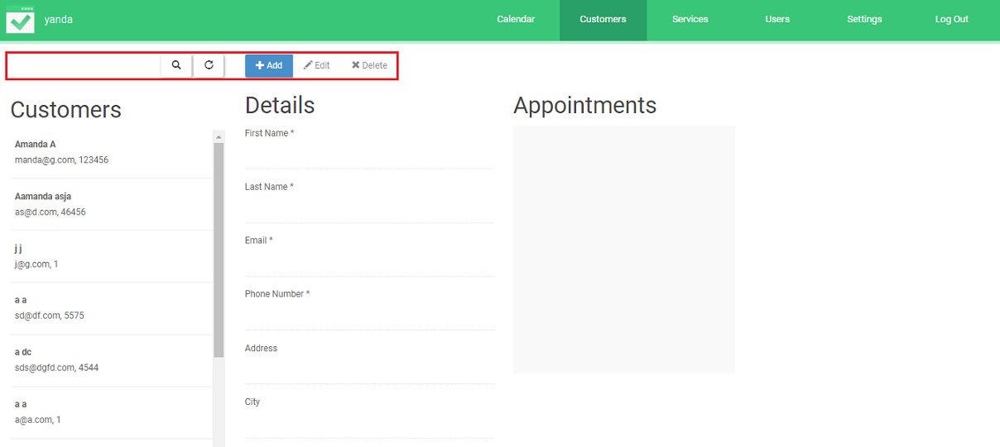 yanda
Calendar
Customers
Services
Users
Settings
Log Out
Add
Edit
Delete
Customers
Amanda A
manda@g.com, 123456
Aamanda asja
as@d.com, 46456
j j
j@g.com, 1
a a
sd@df.com, 5575
a dc
sds@dgfd.com, 4544
a a
a@a.com, 1
Details
First Name *
Last Name *
Email *
Phone Number *
Address
City
Appointments